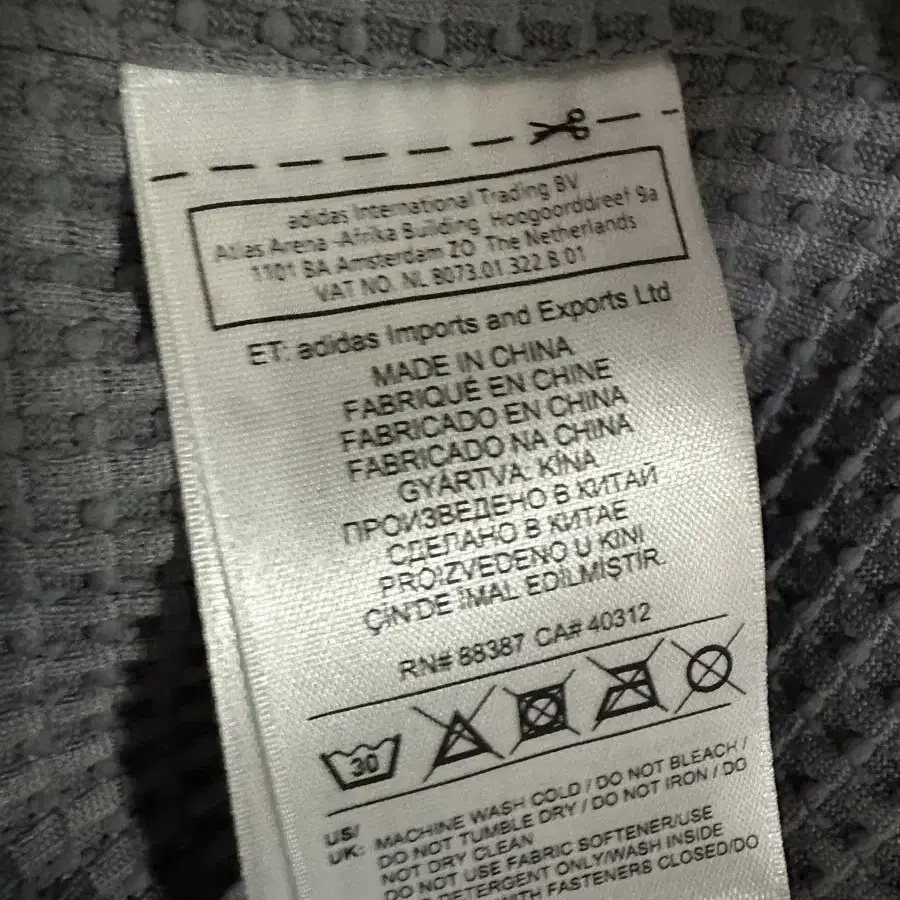 adidas International Trading BV
Atlas Arena -Afrika Building Hoogoorddreef 9a
1101 BA Amsterdam ZO The Netherlands
VAT NO. NL 8073.01.322.B 01
ET: adidas Imports and Exports Ltd
MADE IN CHINA
FABRIQUÉ EN CHINE
FABRICADO EN CHINA
FABRICADO NA CHINA
GYÁRTVA: KÍNA
ПРОИЗВЕДЕНО В КИТАЙ
СДЕЛАНО В КИТАЕ
PROIZVEDENO U KINI
ÇİN'DE İMAL EDİLMİŞTİR.
RN# 88387 CA# 40312
30
US/ MACHINE WASH COLD / DO NOT BLEACH /
UK: DO NOT TUMBLE DRY / DO NOT IRON / DO
NOT DRY CLEAN
DO NOT USE FABRIC SOFTENER/USE
DETERGENT ONLY/WASH INSIDE
WITH FASTENERS CLOSED/DO